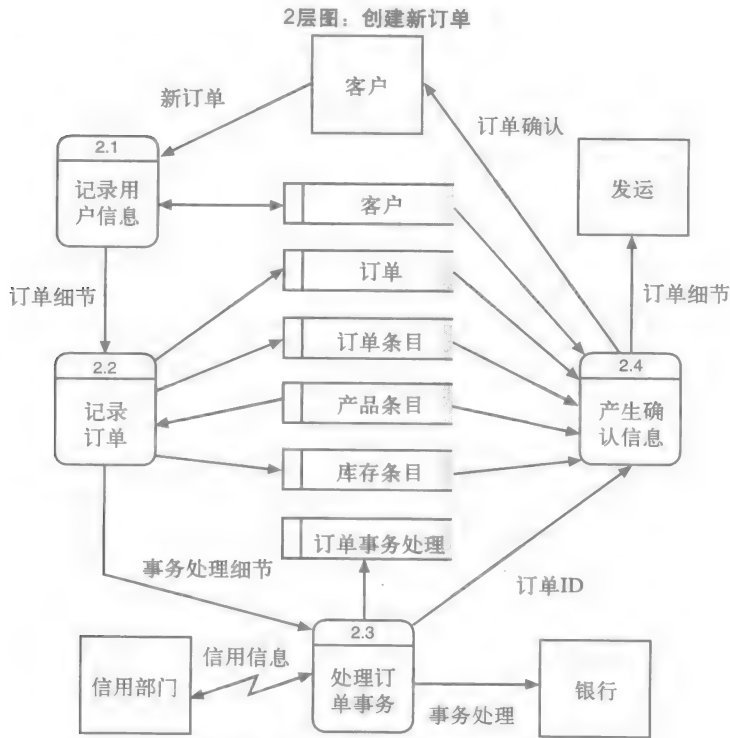 2层图：创建新订单
客户
新订单
订单确认
2.1
记录用
户信息
发运
客户
订单
订单细节
订单细节
订单条目
2.2
记录
订单
2.4
产生确
认信息
产品条目
库存条目
订单事务处理
事务处理细节
订单ID
2.3
处理订
单事务
信用信息
信用部门
事务处理
银行